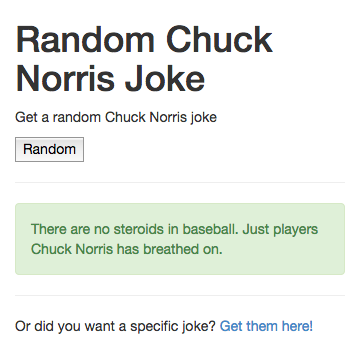 Random Chuck
Norris Joke
Get a random Chuck Norris joke
Random
There are no steroids in baseball. Just players
Chuck Norris has breathed on.
Or did you want a specific joke? Get them here!